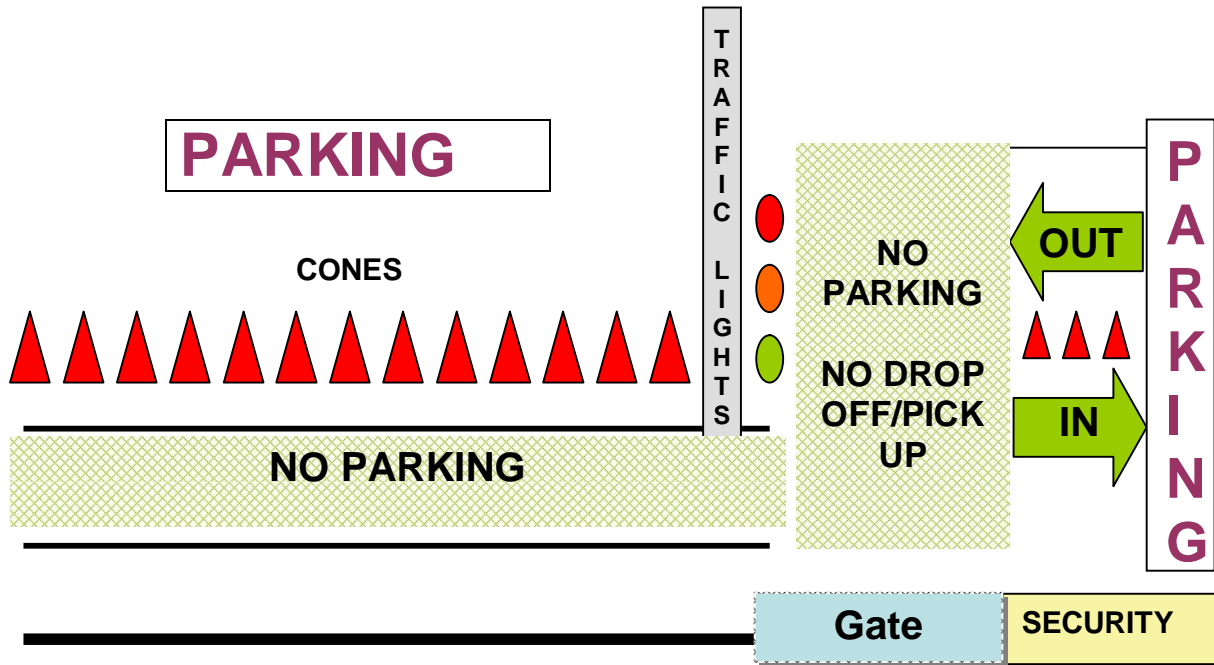 TRAFFIC LIGHTS
PARKING
CONES
NO
PARKING
NO DROP
OFF/PICK
UP
OUT
IN
PARKING
NO PARKING
Gate
SECURITY